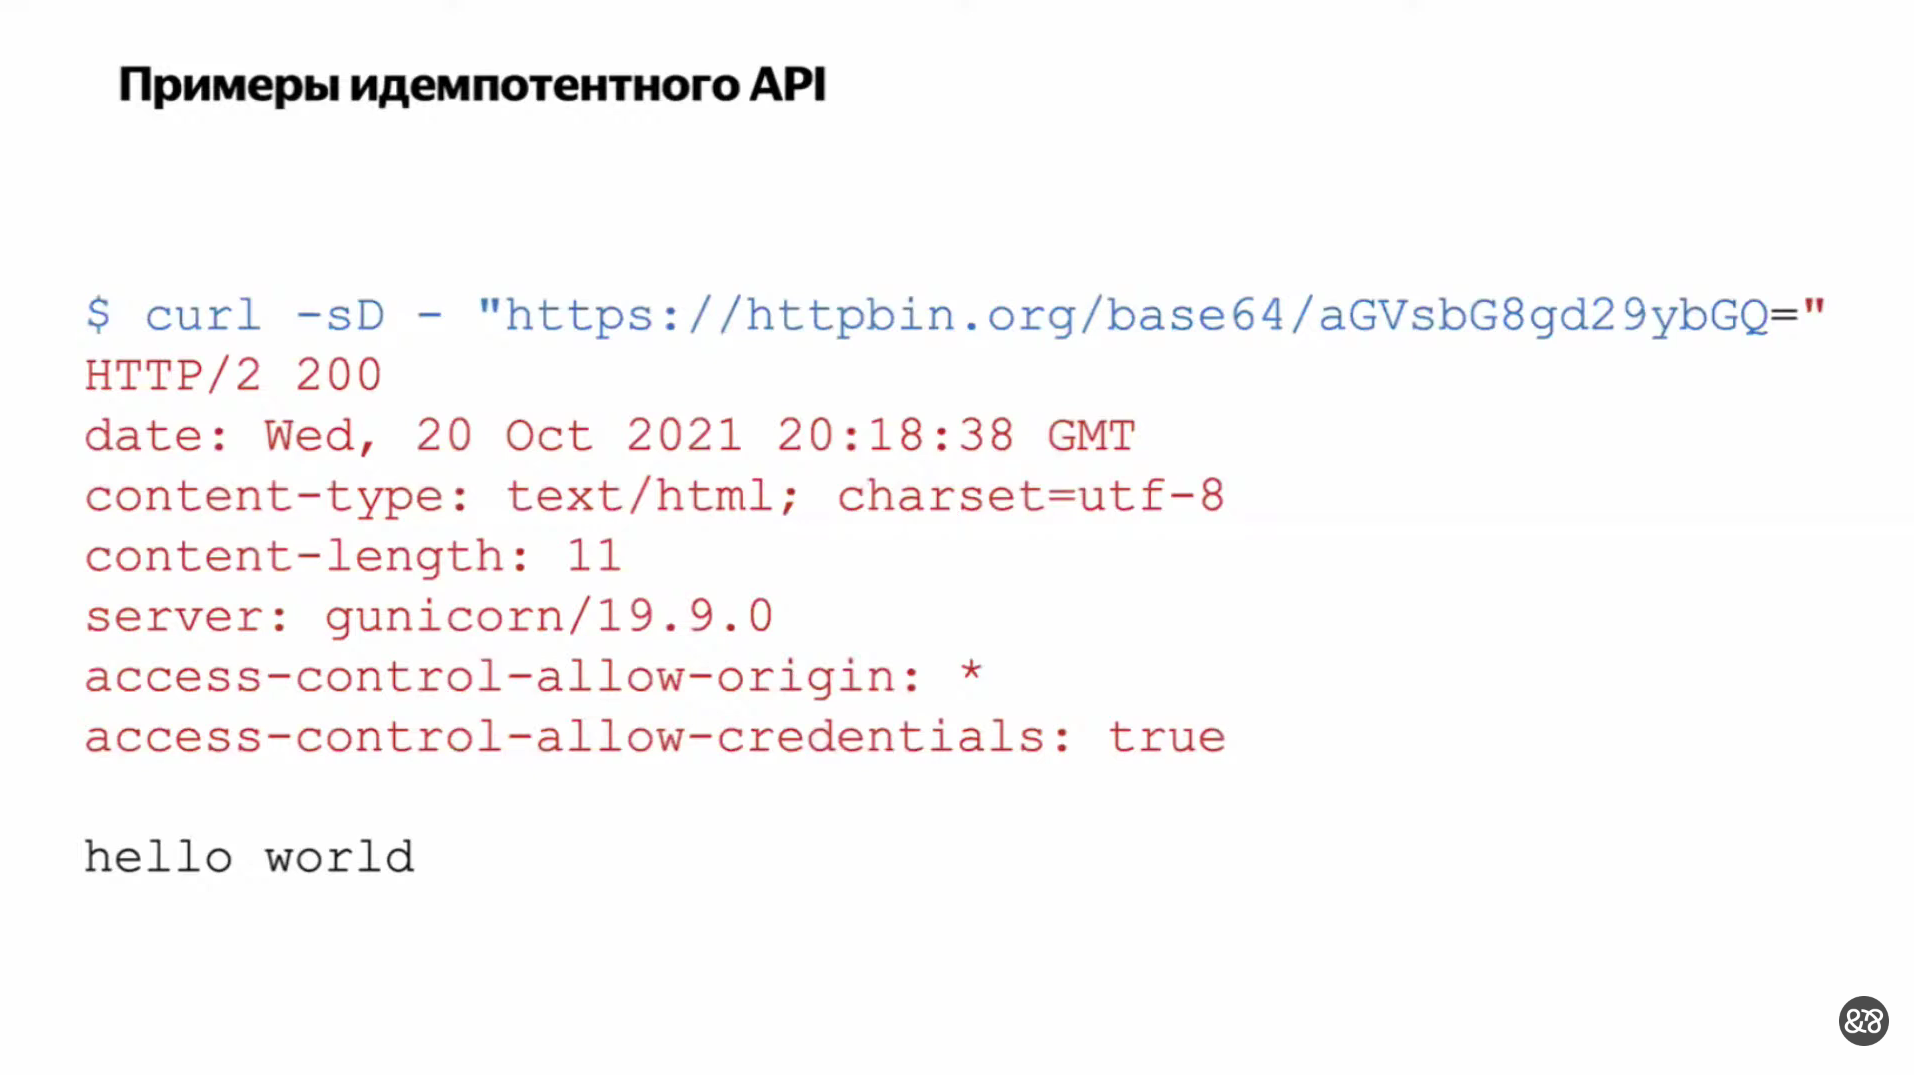 Примеры идемпотентного API
$ curl -sD - "https://httpbin.org/base64/aGVsbG8gd29ybGQ="
HTTP/2 200
date: Wed, 20 Oct 2021 20:18:38 GMT
content-type: text/html; charset=utf-8
content-length: 11
server: gunicorn/19.9.0
access-control-allow-origin: *
access-control-allow-credentials: true
hello world